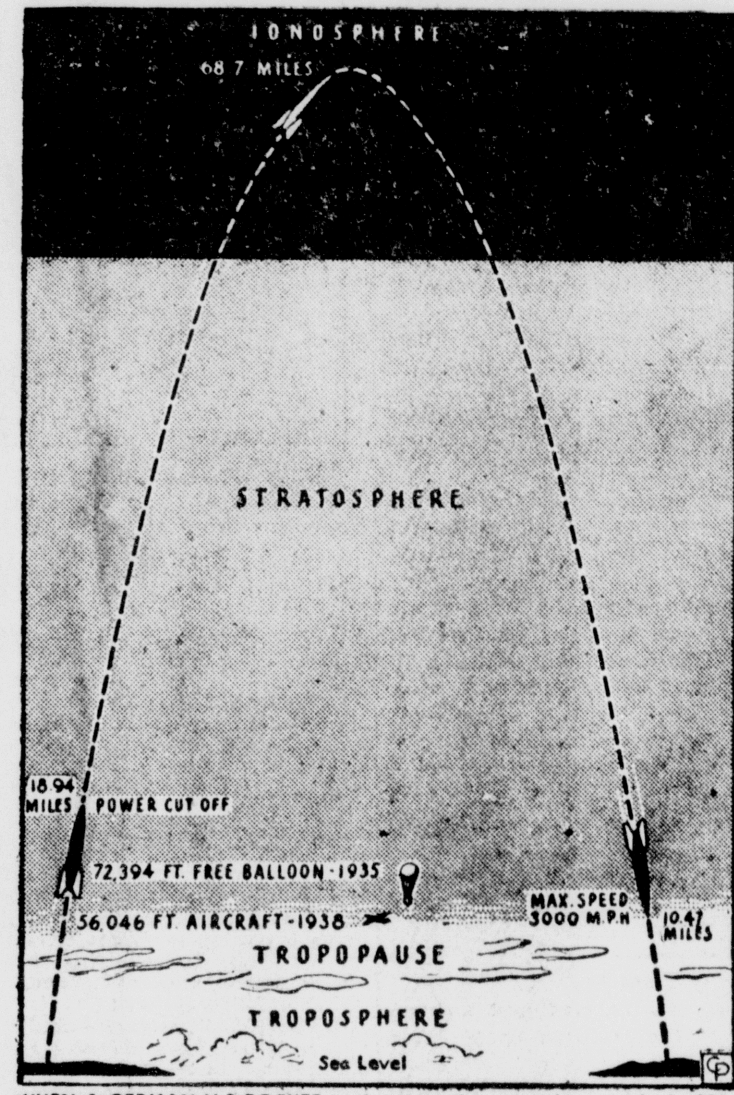 IONOSPHERE
68.7 MILES
STRATOSPHERE
18.94
MILES
POWER CUT OFF
72,394 FT. FREE BALLOON-1935
56,046 FT. AIRCRAFT-1938
MAX. SPEED
3000 M.P.H
10.47
MILES
TROPOPAUSE
TROPOSPHERE
Sea Level
CP